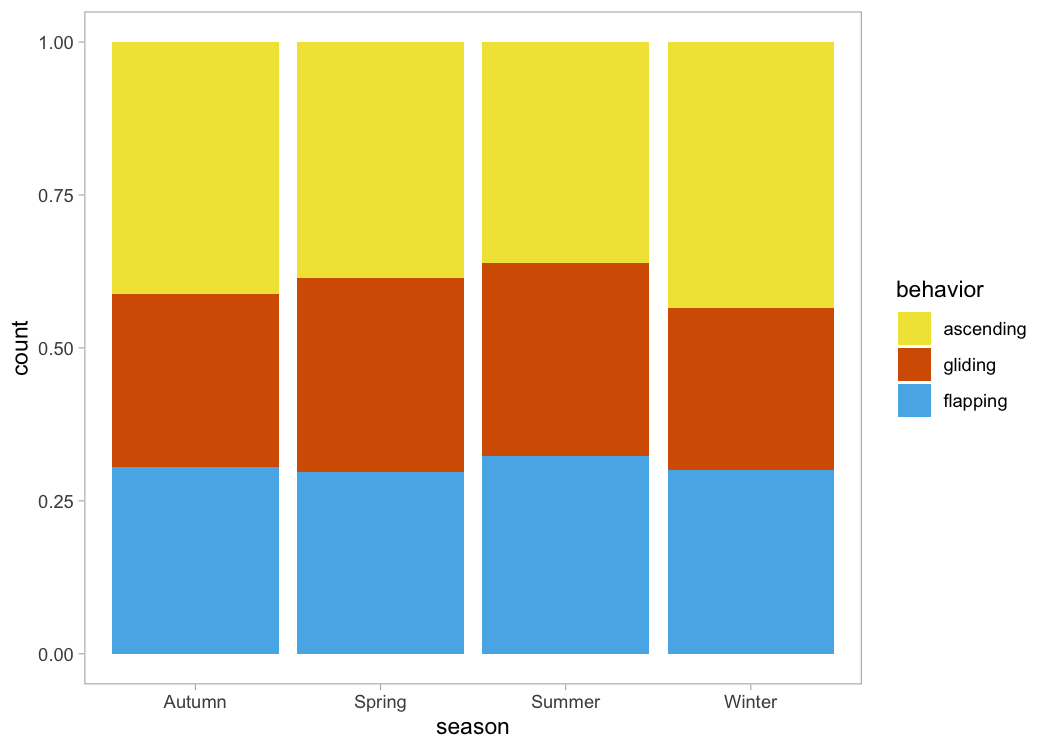 1.00
0.75
0.50
0.25
0.00
count
Autumn Spring Summer Winter
season
behavior
ascending
gliding
flapping